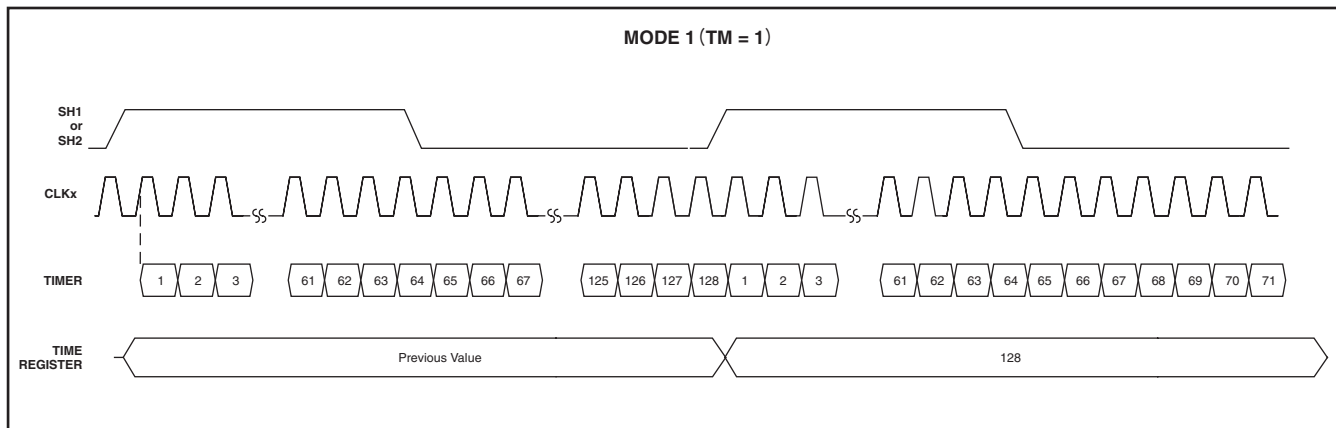 MODE 1 (TM = 1)
SH1
or
SH2
CLKx
TIMER
1 2 3 61 62 63 64 65 66 67 125 126 127 128 1 2 3 61 62 63 64 65 66 67 68 69 70 71
TIME
REGISTER
Previous Value 128